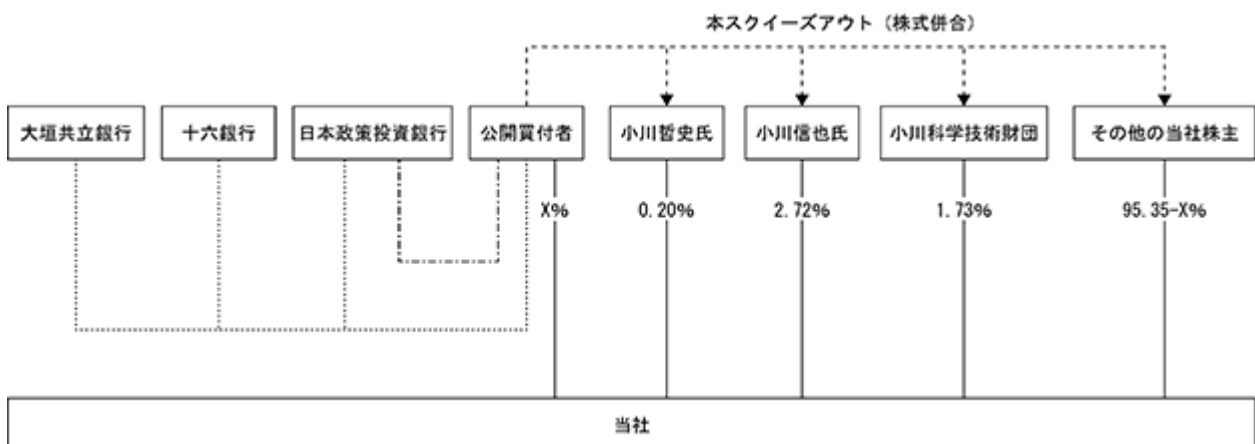 本スクイーズアウト（株式併合）
大垣共立銀行
十六銀行
日本政策投資銀行
公開買付者
小川哲史氏
小川信也氏
小川科学技術財団
その他の当社株主
X%
0.20%
2.72%
1.73%
95.35-X%
当社